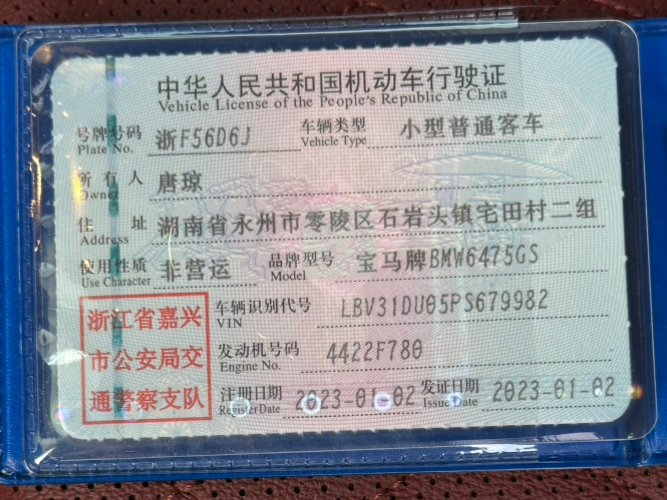 中华人民共和国机动车行驶证
Vehicle License of the People's Republic of China
号牌号码 浙F56D6J 车辆类型 小型普通客车
Plate No. Vehicle Type
所有人 唐琼
Owner
住址 湖南省永州市零陵区石岩头镇宅田村二组
Address
使用性质 非营运 品牌型号 宝马牌BMW6475GS
Use Character Model
浙江省嘉兴
市公安局交
通警察支队
车辆识别代号 LBV31DU05PS679982
VIN
发动机号码 4422F780
Engine No.
注册日期 2023-01-02 发证日期 2023-01-02
Register Date Issue Date